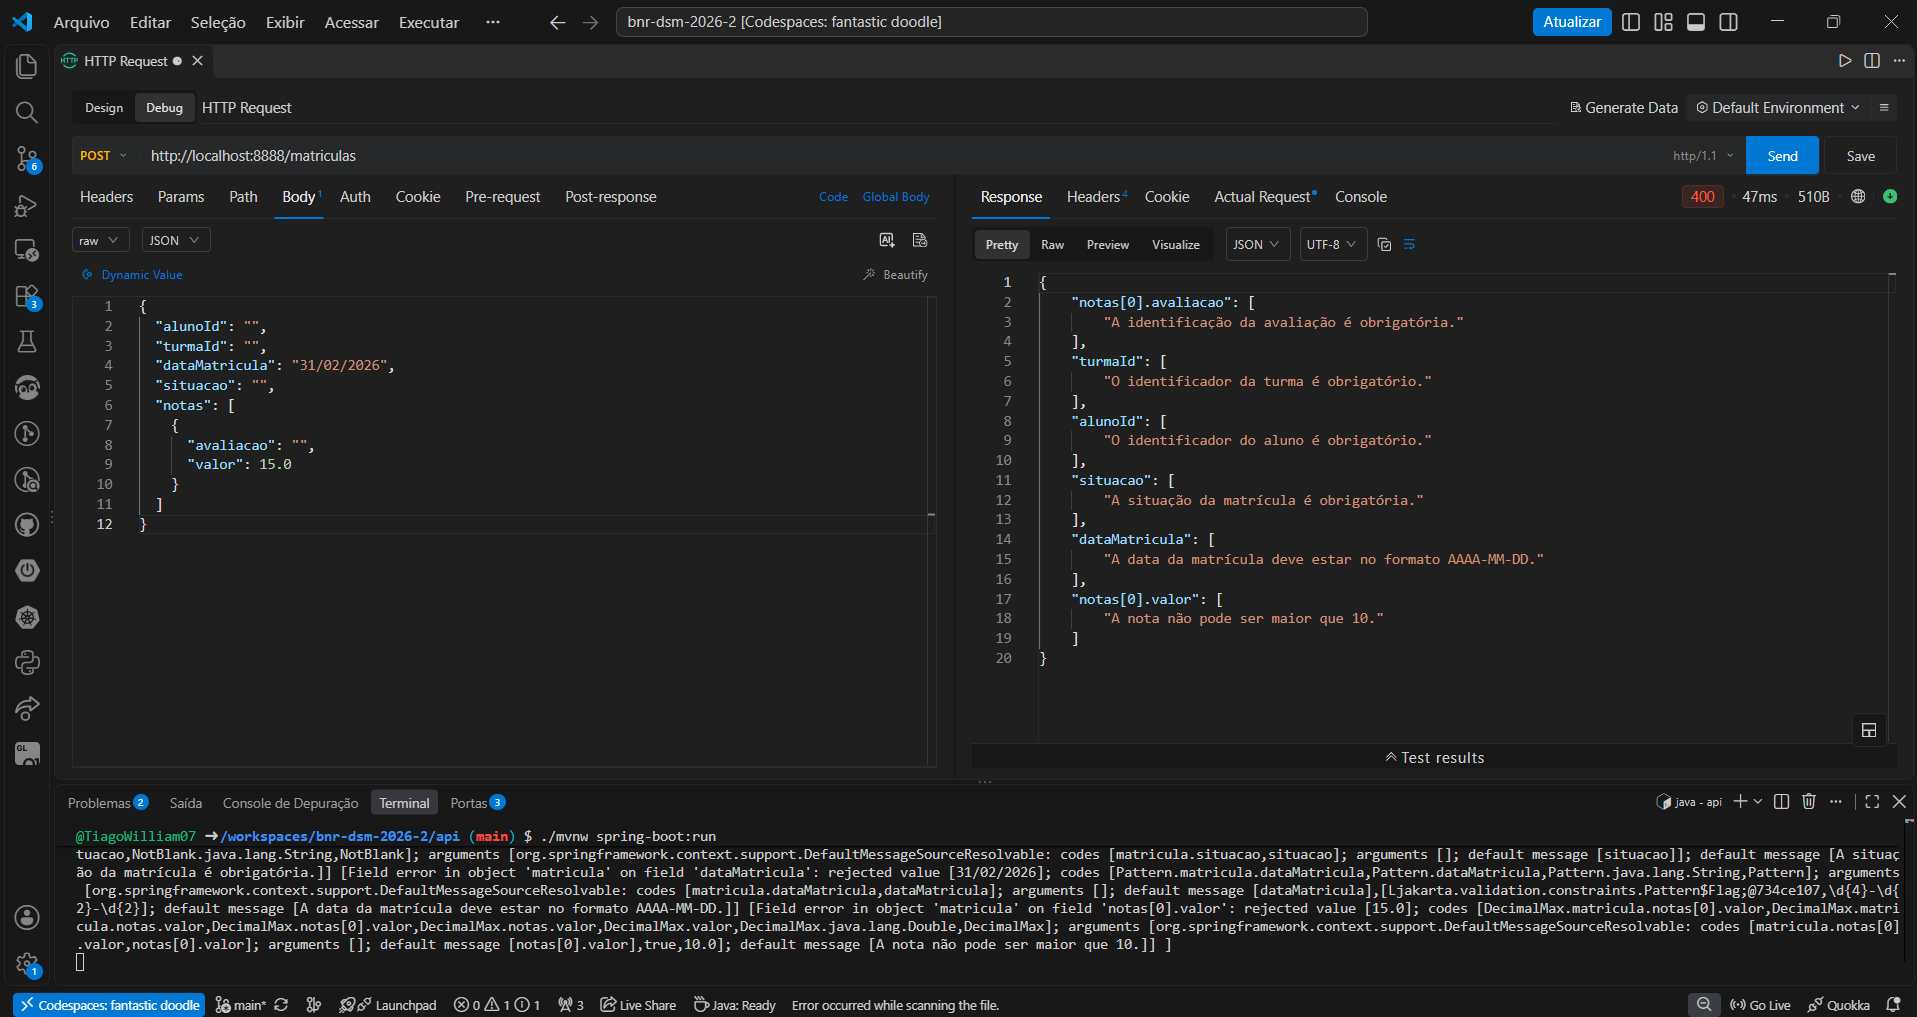 Arquivo Editar Seleção Exibir Acessar Executar ··· bnr-dsm-2026-2 [Codespaces: fantastic doodle] Atualizar
HTTP HTTP Request
Design Debug HTTP Request Generate Data Default Environment
POST http://localhost:8888/matriculas http/1.1 Send Save
Headers Params Path Body 1 Auth Cookie Pre-request Post-response Code Global Body
raw JSON
Dynamic Value Beautify
1 {
2 "alunoId": "",
3 "turmaId": "",
4 "dataMatricula": "31/02/2026",
5 "situacao": "",
6 "notas": [
7 {
8 "avaliacao": "",
9 "valor": 15.0
10 }
11 ]
12 }
Response Headers 4 Cookie Actual Request Console 400 47ms 510B
Pretty Raw Preview Visualize JSON UTF-8
1 {
2 "notas[0].avaliacao": [
3 "A identificação da avaliação é obrigatória."
4 ],
5 "turmaId": [
6 "O identificador da turma é obrigatório."
7 ],
8 "alunoId": [
9 "O identificador do aluno é obrigatório."
10 ],
11 "situacao": [
12 "A situação da matrícula é obrigatória."
13 ],
14 "dataMatricula": [
15 "A data da matrícula deve estar no formato AAAA-MM-DD."
16 ],
17 "notas[0].valor": [
18 "A nota não pode ser maior que 10."
19 ]
20 }
Test results
6
3
GL
1
Problemas 2 Saída Console de Depuração Terminal Portas 3 java - api
@TiagoWilliam07 ➜ /workspaces/bnr-dsm-2026-2/api (main) $ ./mvnw spring-boot:run
tuacao,NotBlank.java.lang.String,NotBlank]; arguments [org.springframework.context.support.DefaultMessageSourceResolvable: codes [matricula.situacao,situacao]; arguments []; default message [situacao]]; default message [A situaç
ão da matrícula é obrigatória.]] [Field error in object 'matricula' on field 'dataMatricula': rejected value [31/02/2026]; codes [Pattern.matricula.dataMatricula,Pattern.dataMatricula,Pattern.java.lang.String,Pattern]; arguments
[org.springframework.context.support.DefaultMessageSourceResolvable: codes [matricula.dataMatricula,dataMatricula]; arguments []; default message [dataMatricula],[Ljakarta.validation.constraints.Pattern$Flag;@734ce107,\d{4}-\d{
2}-\d{2}]; default message [A data da matrícula deve estar no formato AAAA-MM-DD.]] [Field error in object 'matricula' on field 'notas[0].valor': rejected value [15.0]; codes [DecimalMax.matricula.notas[0].valor,DecimalMax.matri
cula.notas.valor,DecimalMax.notas[0].valor,DecimalMax.notas.valor,DecimalMax.valor,DecimalMax.java.lang.Double,DecimalMax]; arguments [org.springframework.context.support.DefaultMessageSourceResolvable: codes [matricula.notas[0]
.valor,notas[0].valor]; arguments []; default message [notas[0].valor],true,10.0]; default message [A nota não pode ser maior que 10.]] ]
Codespaces: fantastic doodle main* Launchpad 0 1 1 3 Live Share Java: Ready Error occurred while scanning the file. Go Live Quokka